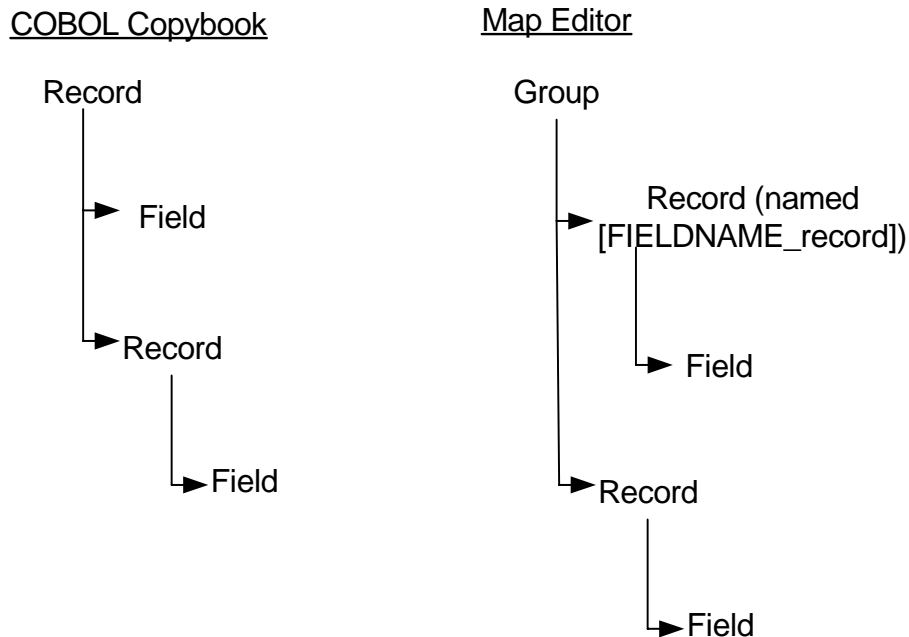 COBOL Copybook
Record
Field
Record
Field
Map Editor
Group
Record (named
[FIELDNAME_record])
Field
Record
Field